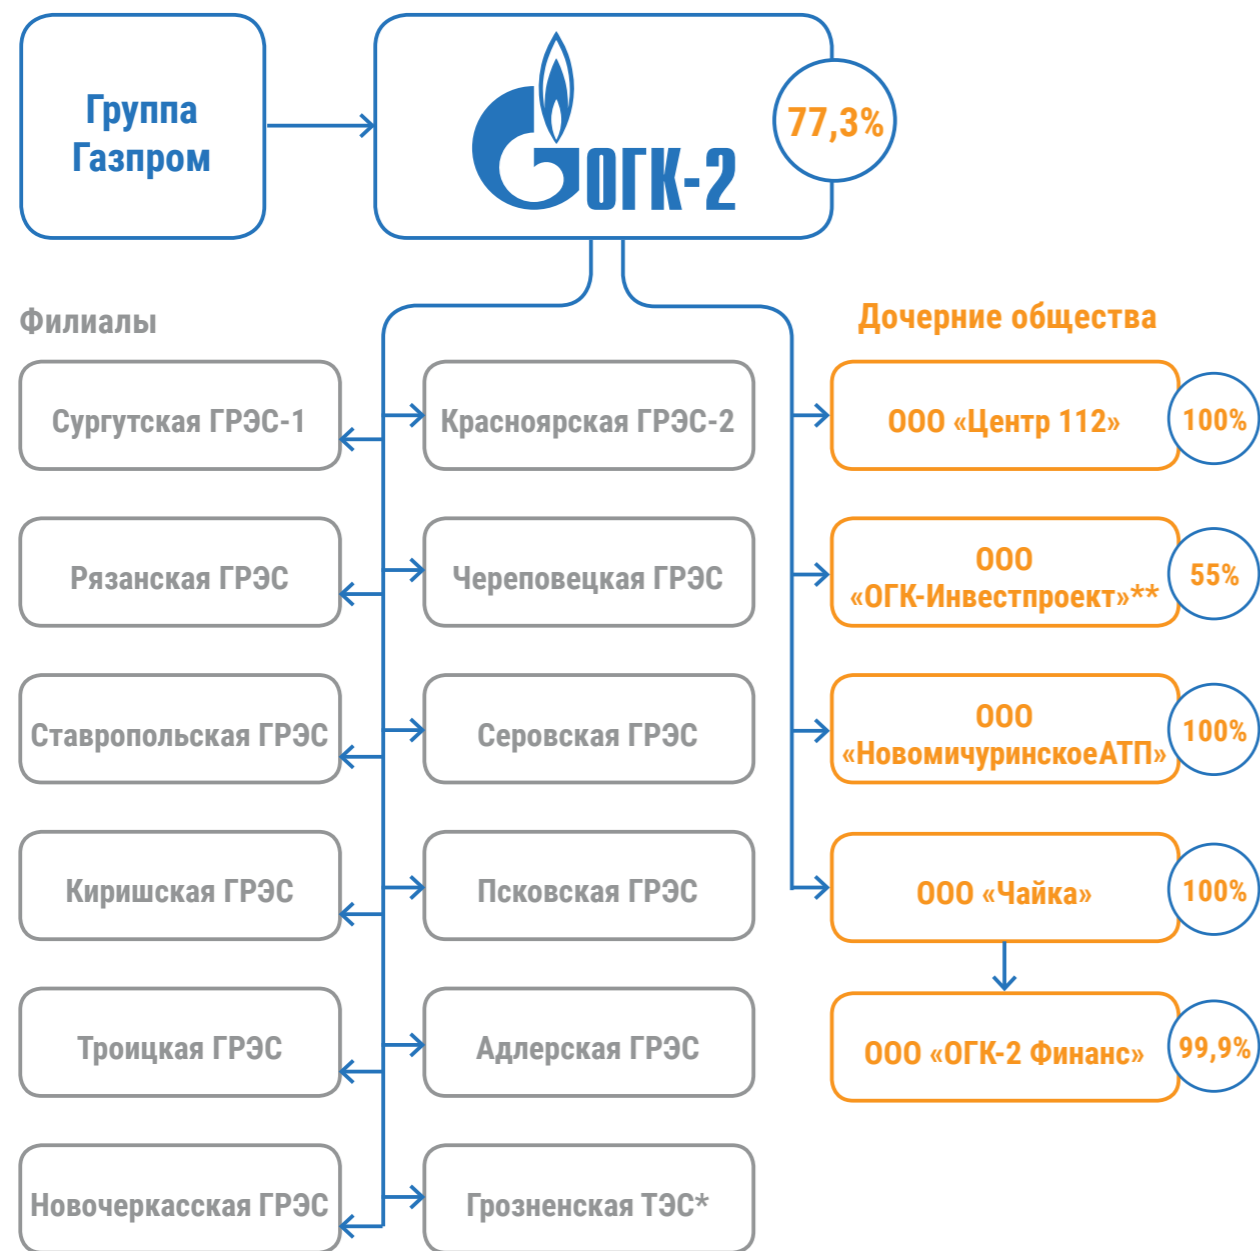 Группа
Газпром
ОГК-2
77,3%
Филиалы
Дочерние общества
Сургутская ГРЭС-1
Красноярская ГРЭС-2
ООО «Центр 112»
100%
Рязанская ГРЭС
Череповецкая ГРЭС
ООО
«ОГК-Инвестпроект»**
55%
Ставропольская ГРЭС
Серовская ГРЭС
ООО
«НовомичуринскоеАТП»
100%
Киришская ГРЭС
Псковская ГРЭС
ООО «Чайка»
100%
Троицкая ГРЭС
Адлерская ГРЭС
ООО «ОГК-2 Финанс»
99,9%
Новочеркасская ГРЭС
Грозненская ТЭС*